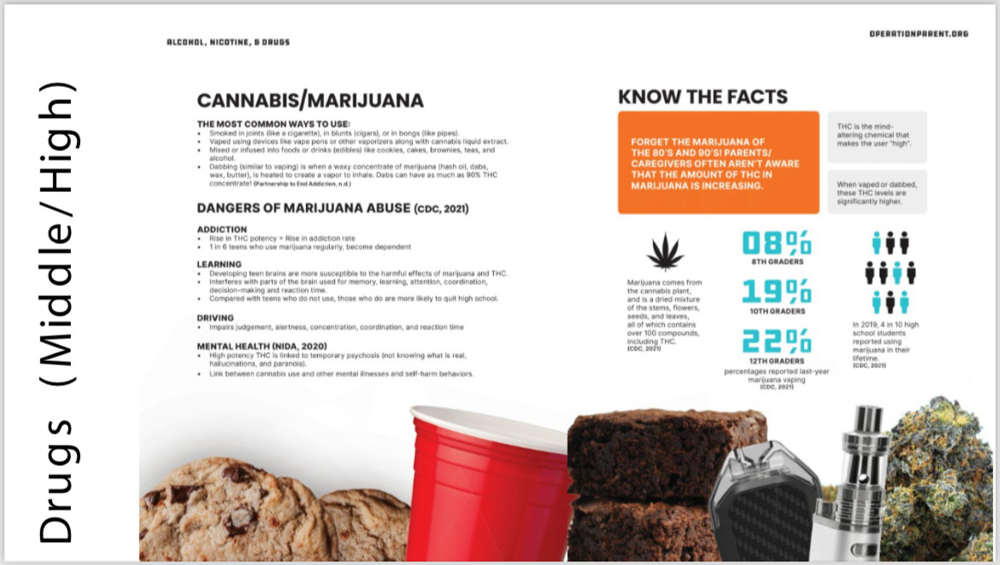 Drugs (Middle/High)
ALCOHOL, NICOTINE, & DRUGS
OPERATIONPARENT.ORG
CANNABIS/MARIJUANA
THE MOST COMMON WAYS TO USE:
• Smoked in joints (like a cigarette), in blunts (cigars), or in bongs (like pipes).
• Vaped using devices like vape pens or other vaporizers along with cannabis liquid extract.
• Mixed or infused into foods or drinks (edibles) like cookies, cakes, brownies, teas, and
alcohol.
• Dabbing (similar to vaping) is when a waxy concentrate of marijuana (hash oil, dabs,
wax, butter), is heated to create a vapor to inhale. Dabs can have as much as 90% THC
concentrate! (Partnership to End Addiction, n.d.)
DANGERS OF MARIJUANA ABUSE (CDC, 2021)
ADDICTION
• Rise in THC potency = Rise in addiction rate
• 1 in 6 teens who use marijuana regularly, become dependent
LEARNING
• Developing teen brains are more susceptible to the harmful effects of marijuana and THC.
• Interferes with parts of the brain used for memory, learning, attention, coordination,
decision-making and reaction time.
• Compared with teens who do not use, those who do are more likely to quit high school.
DRIVING
• Impairs judgement, alertness, concentration, coordination, and reaction time
MENTAL HEALTH (NIDA, 2020)
• High potency THC is linked to temporary psychosis (not knowing what is real,
hallucinations, and paranoia).
• Link between cannabis use and other mental illnesses and self-harm behaviors.
KNOW THE FACTS
FORGET THE MARIJUANA OF
THE 80'S AND 90'S! PARENTS/
CAREGIVERS OFTEN AREN'T AWARE
THAT THE AMOUNT OF THC IN
MARIJUANA IS INCREASING.
THC is the mind-
altering chemical that
makes the user "high".
When vaped or dabbed,
these THC levels are
significantly higher.
Marijuana comes from
the cannabis plant,
and is a dried mixture
of the stems, flowers,
seeds, and leaves,
all of which contains
over 100 compounds,
including THC.
(CDC, 2021)
08%
8TH GRADERS
19%
10TH GRADERS
22%
12TH GRADERS
percentages reported last-year
marijuana vaping
(CDC, 2021)
In 2019, 4 in 10 high
school students
reported using
marijuana in their
lifetime.
(CDC, 2021)